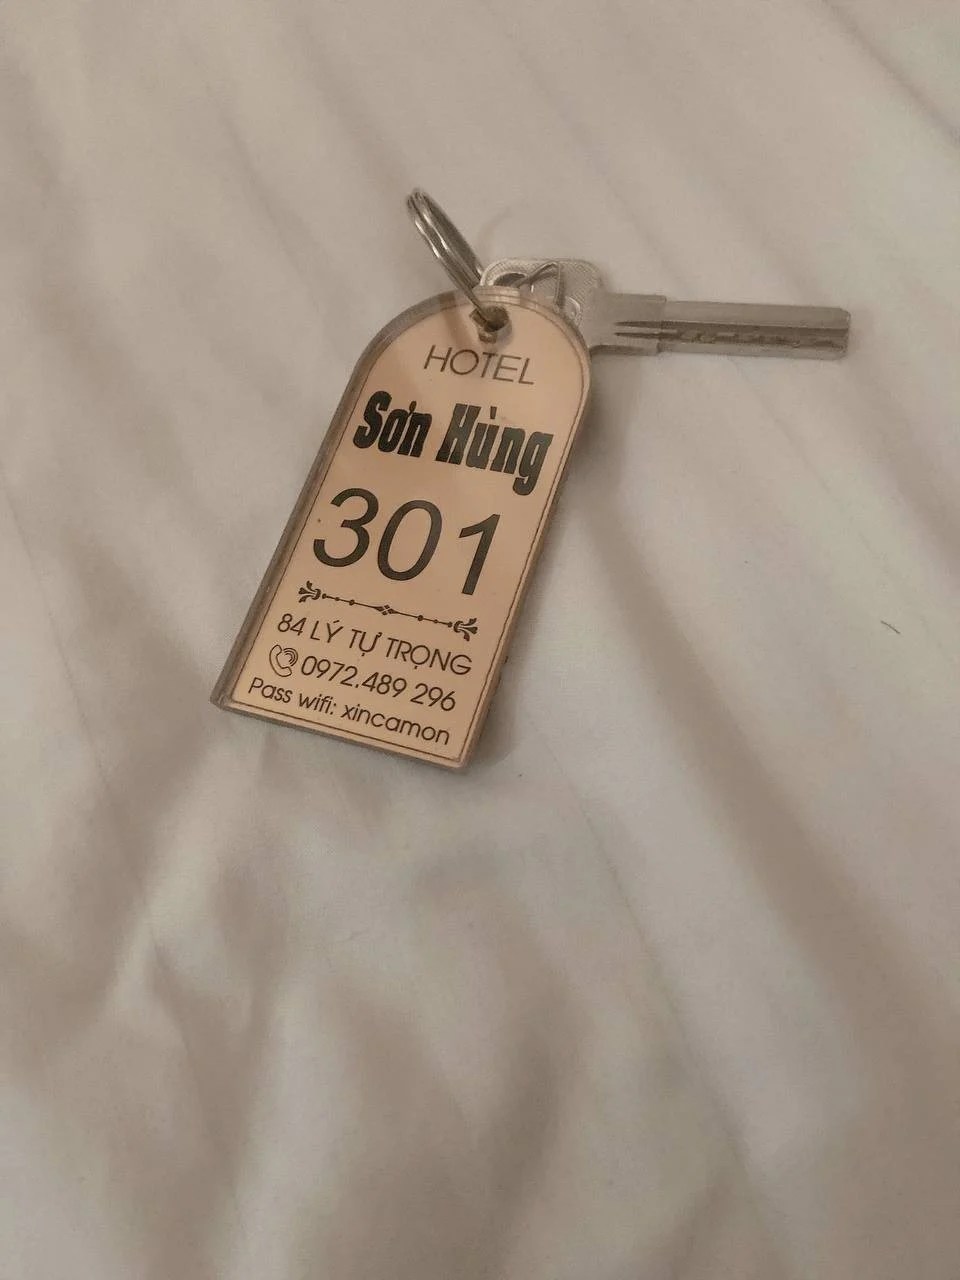 HOTEL
Sơn Hùng
301
84 LÝ TỰ TRỌNG
0972.489 296
Pass wifi: xincamon